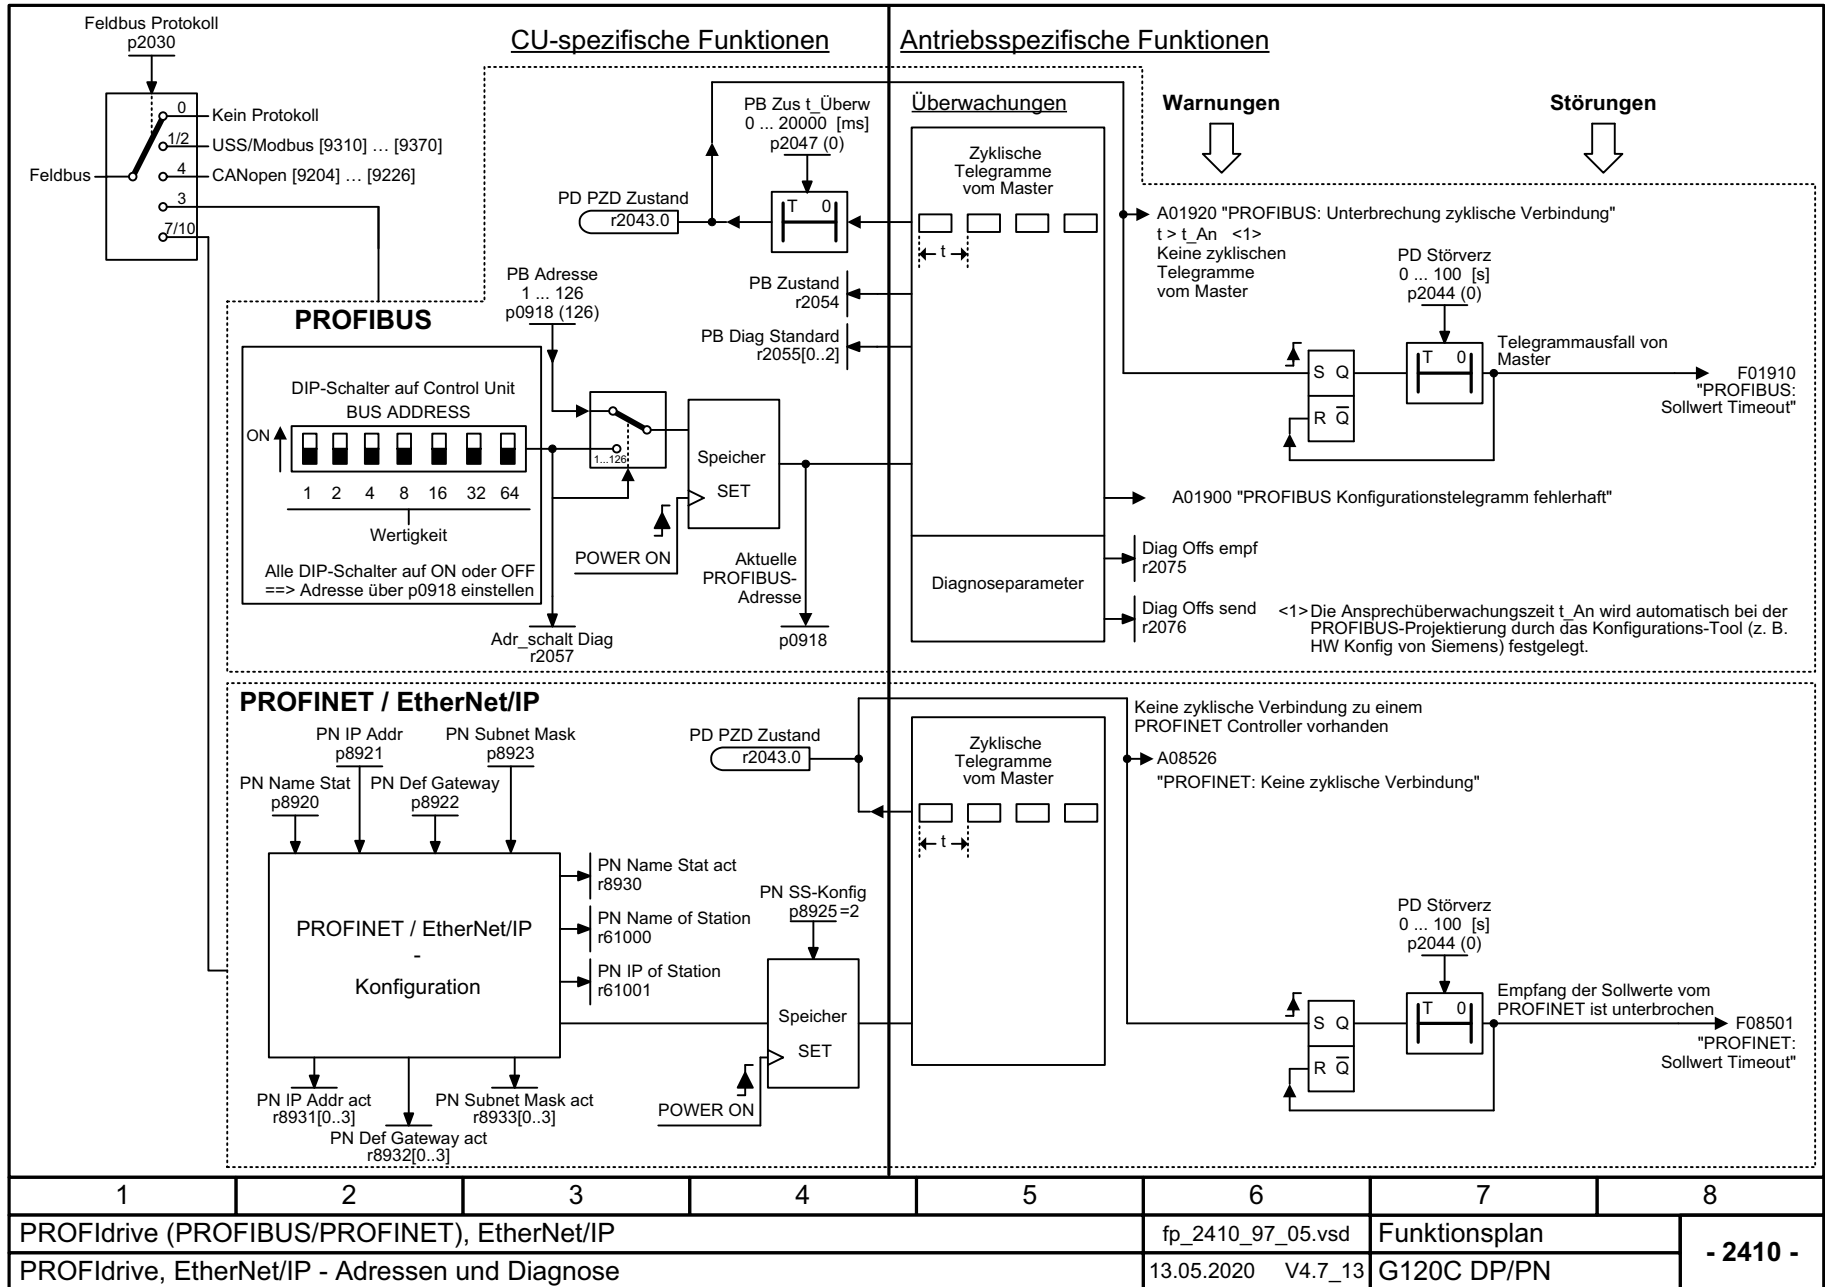 Feldbus Protokoll
p2030
CU-spezifische Funktionen
Antriebsspezifische Funktionen
0
Kein Protokoll
1/2
USS/Modbus [9310] … [9370]
Feldbus
4
CANopen [9204] … [9226]
3
7/10
PB Zus t_Überw
0 ... 20000 [ms]
p2047 (0)
Überwachungen
Warnungen
Störungen
Zyklische
Telegramme
vom Master
PD PZD Zustand
r2043.0
T 0
t
A01920 "PROFIBUS: Unterbrechung zyklische Verbindung"
t > t_An <1>
Keine zyklischen
Telegramme
vom Master
PD Störverz
0 ... 100 [s]
p2044 (0)
PB Adresse
1 ... 126
p0918 (126)
PB Zustand
r2054
PB Diag Standard
r2055[0..2]
PROFIBUS
DIP-Schalter auf Control Unit
BUS ADDRESS
ON
1 2 4 8 16 32 64
Wertigkeit
Alle DIP-Schalter auf ON oder OFF
==> Adresse über p0918 einstellen
1...126
Speicher
SET
POWER ON
Aktuelle
PROFIBUS-
Adresse
p0918
Adr_schalt Diag
r2057
S Q
R Q
T 0
Telegrammausfall von
Master
F01910
"PROFIBUS:
Sollwert Timeout"
A01900 "PROFIBUS Konfigurationstelegramm fehlerhaft"
Diagnoseparameter
Diag Offs empf
r2075
Diag Offs send
r2076
<1> Die Ansprechüberwachungszeit t_An wird automatisch bei der
PROFIBUS-Projektierung durch das Konfigurations-Tool (z. B.
HW Konfig von Siemens) festgelegt.
PROFINET / EtherNet/IP
PN IP Addr
p8921
PN Subnet Mask
p8923
PN Name Stat
p8920
PN Def Gateway
p8922
PD PZD Zustand
r2043.0
Zyklische
Telegramme
vom Master
t
Keine zyklische Verbindung zu einem
PROFINET Controller vorhanden
A08526
"PROFINET: Keine zyklische Verbindung"
PROFINET / EtherNet/IP
-
Konfiguration
PN Name Stat act
r8930
PN Name of Station
r61000
PN IP of Station
r61001
PN SS-Konfig
p8925=2
Speicher
SET
POWER ON
PN IP Addr act
r8931[0..3]
PN Subnet Mask act
r8933[0..3]
PN Def Gateway act
r8932[0..3]
PD Störverz
0 ... 100 [s]
p2044 (0)
S Q
R Q
T 0
Empfang der Sollwerte vom
PROFINET ist unterbrochen
F08501
"PROFINET:
Sollwert Timeout"
1 2 3 4 5 6 7 8
PROFIdrive (PROFIBUS/PROFINET), EtherNet/IP
fp_2410_97_05.vsd
Funktionsplan
- 2410 -
PROFIdrive, EtherNet/IP - Adressen und Diagnose
13.05.2020 V4.7_13
G120C DP/PN